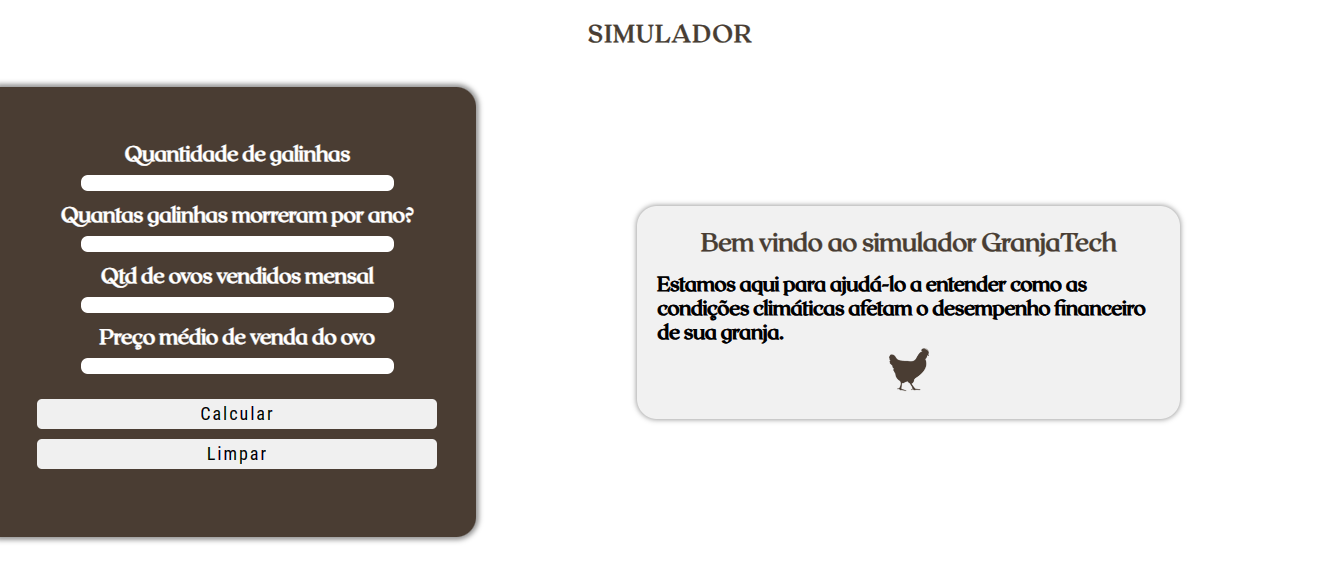 SIMULADOR
Quantidade de galinhas
Quantas galinhas morreram por ano?
Qtd de ovos vendidos mensal
Preço médio de venda do ovo
Calcular
Limpar
Bem vindo ao simulador GranjaTech
Estamos aqui para ajudá-lo a entender como as
condições climáticas afetam o desempenho financeiro
de sua granja.